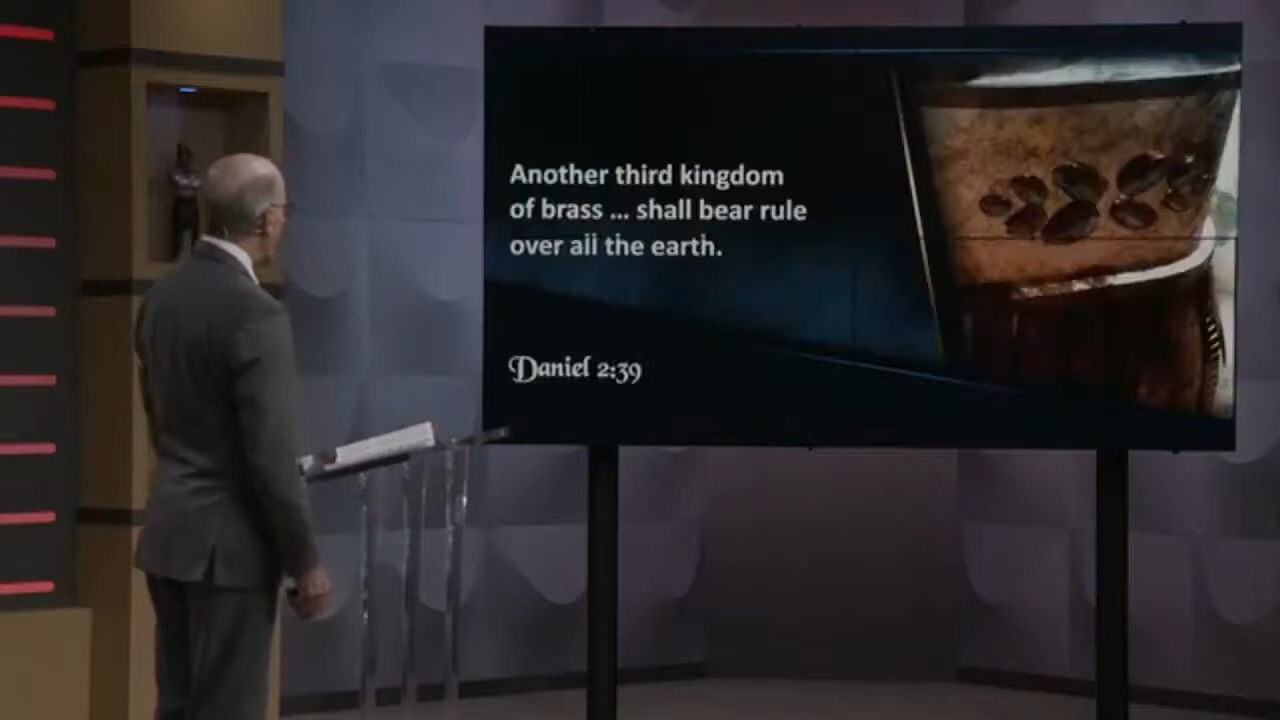 Another third kingdom
of brass ... shall bear rule
over all the earth.
Daniel 2:39